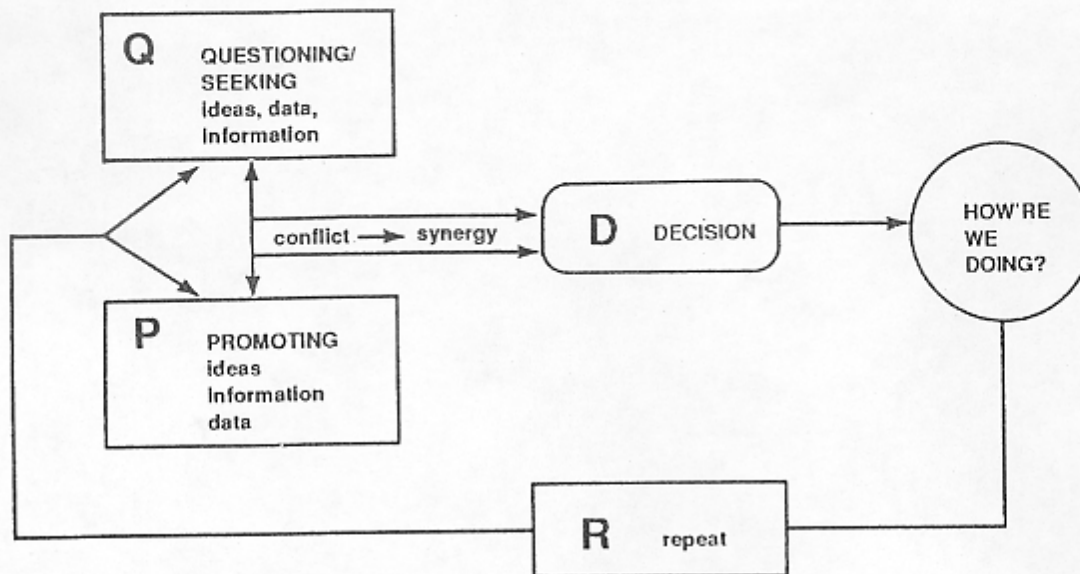 Q QUESTIONING/
SEEKING
ideas, data,
information
conflict synergy
D DECISION
HOW'RE
WE
DOING?
P PROMOTING
ideas
information
data
R repeat